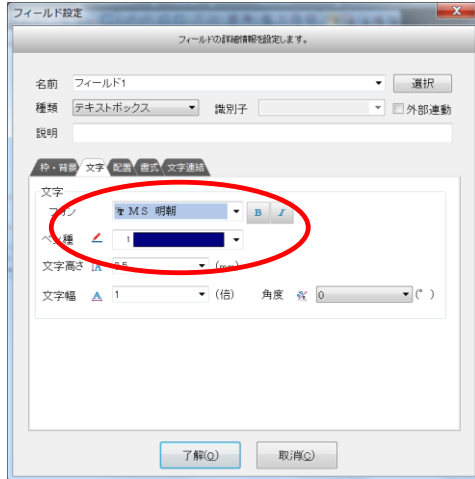 フィールド設定
フィールドの詳細情報を設定します。
名前 フィールド1 選択
種類 テキストボックス 識別子 外部連動
説明
枠・背景 文字 配置 書式 文字連結
文字
MS 明朝 B I
ペン種 1
文字高さ (mm)
文字幅 A 1 (倍) 角度 0 (°)
了解(O) 取消(C)